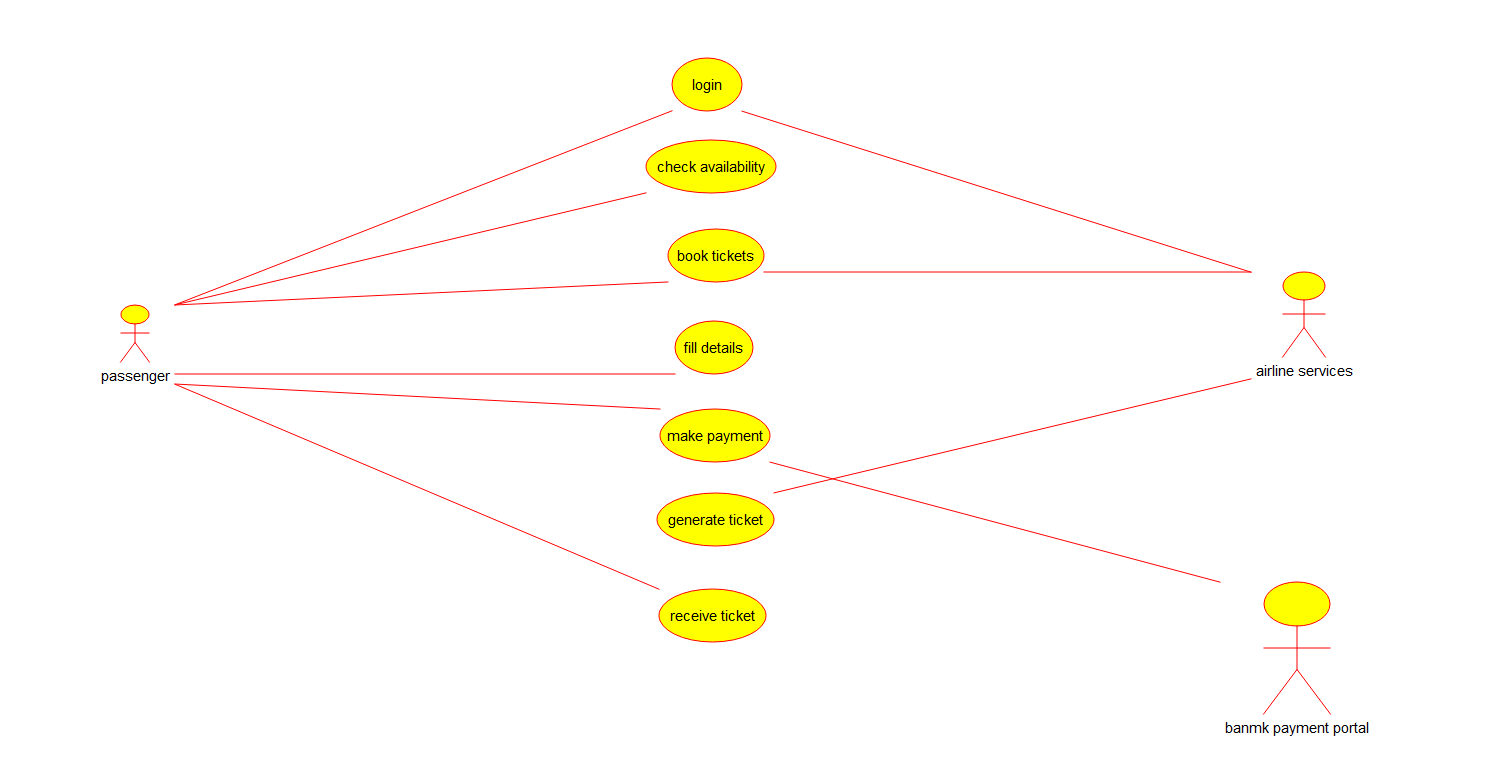 login
check availability
book tickets
fill details
passenger
airline services
make payment
generate ticket
receive ticket
banmk payment portal